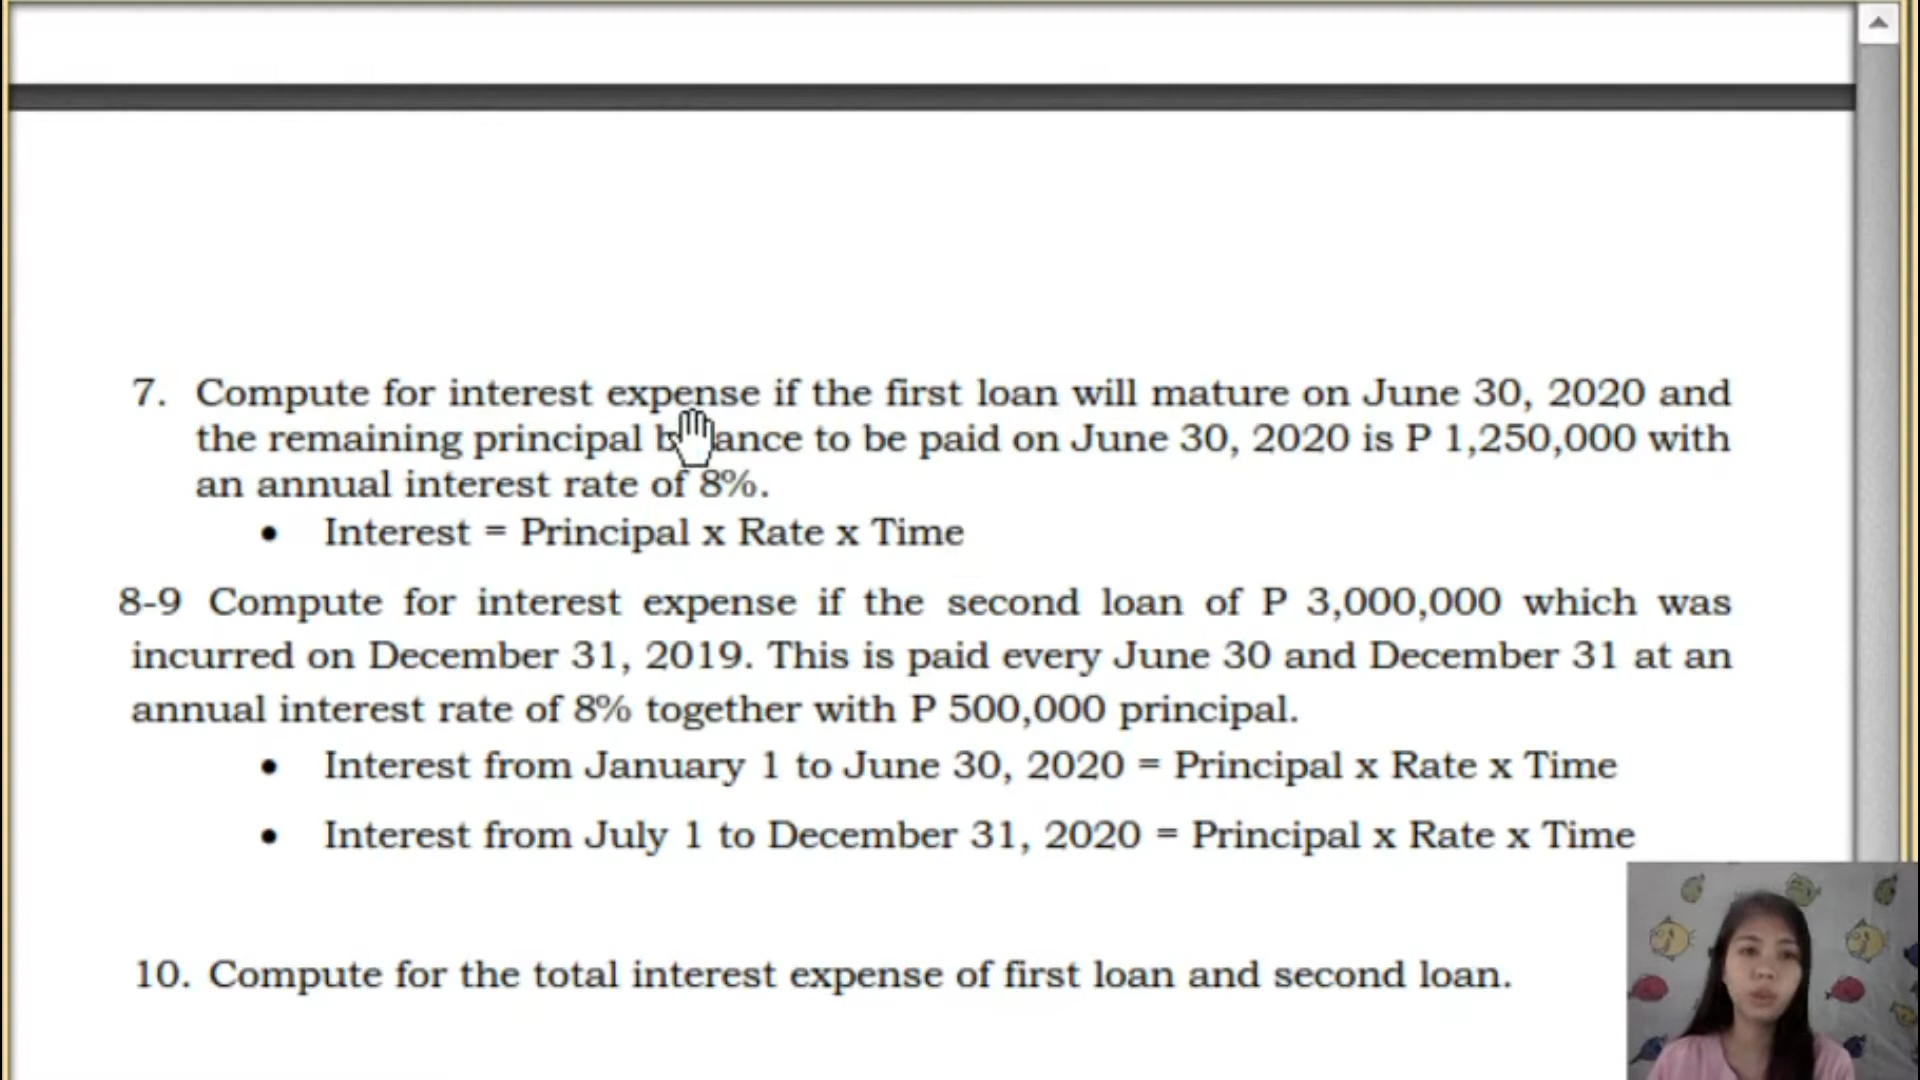 7. Compute for interest expense if the first loan will mature on June 30, 2020 and
the remaining principal balance to be paid on June 30, 2020 is P 1,250,000 with
an annual interest rate of 8%.
• Interest = Principal x Rate x Time
8-9 Compute for interest expense if the second loan of P 3,000,000 which was
incurred on December 31, 2019. This is paid every June 30 and December 31 at an
annual interest rate of 8% together with P 500,000 principal.
• Interest from January 1 to June 30, 2020 = Principal x Rate x Time
• Interest from July 1 to December 31, 2020 = Principal x Rate x Time
10. Compute for the total interest expense of first loan and second loan.